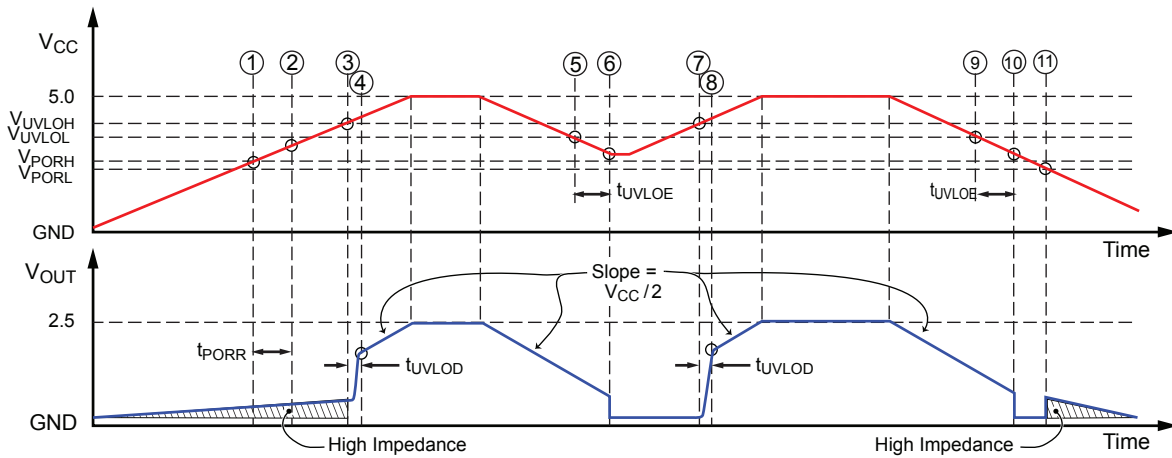 VCC
1 2 3 5 6 7 9 10 11
4 8
5.0
VUVLOH
VUVLOL
VPORH
VPORL
tUVLOE
tUVLOE
GND
Time
VOUT
Slope =
VCC /2
2.5
tPORR
tUVLOD
tUVLOD
GND
Time
High Impedance
High Impedance